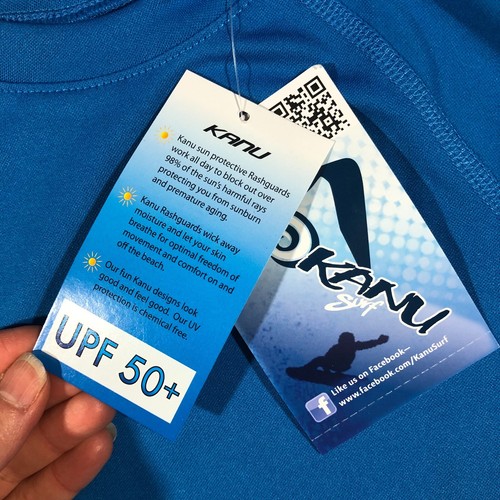 KANU
Kanu sun protective Rashguards
work all day to block out over
98% of the sun's harmful rays
protecting you from sunburn
and premature aging.
Kanu Rashguards wick away
moisture and let your skin
breathe for optimal freedom of
movement and comfort on and
off the beach.
Our fun Kanu designs look
good and feel good. Our UV
protection is chemical free.
UPF 50+
KANU
Surf
Like us on Facebook—
www.facebook.com/KanuSurf
f